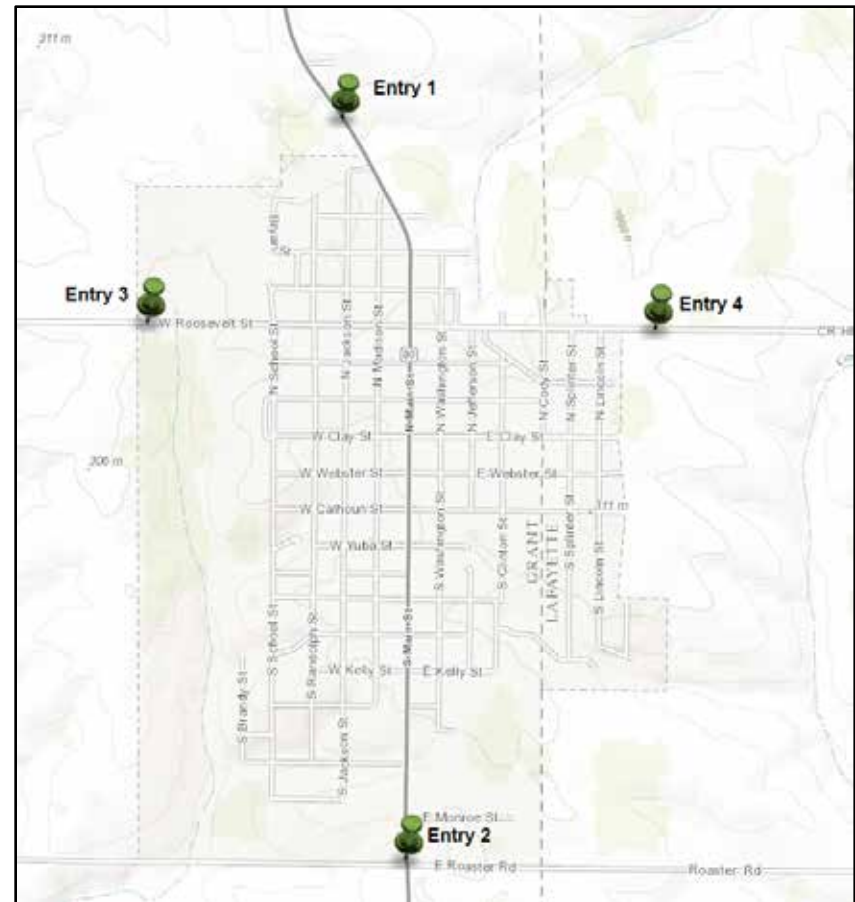 Entry 1
Bryan
Entry 3
W Roosevelt St
Entry 4
N School St
N Jackson St
N Madison St
N Main St
N Washington St
N Jefferson St
N Cody St
N Splinter St
N Lincoln St
W Clay St
E Clay St
W Webster St
E Webster St
W Calhoun St
W Yuba St
S Washington St
S Clinton St
GRANT
LAFAYETTE
S Splinter St
S Lincoln St
S School St
S Randolph St
S Main St
W Kelly St
E Kelly St
S Brandy St
S Jackson St
E Monroe St
Entry 2
E Roaster Rd
Roaster Rd